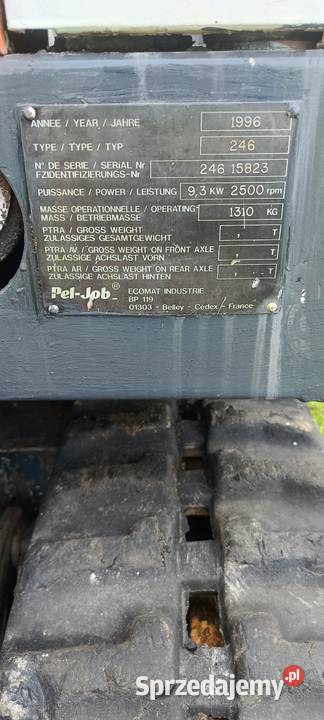 ANNEE / YEAR / JAHRE 1996
TYPE / TYPE / TYP 246
N° DE SERIE / SERIAL Nr 246 15823
FZIDENTIFIZIERUNGS-Nr
PUISSANCE / POWER / LEISTUNG 9,3 KW 2500 rpm
MASSE OPERATIONNELLE / OPERATING 1310 KG
MASS / BETRIEBMASSE
PTRA / GROSS WEIGHT , T
ZULASSIGES GESAMTGEWICHT
PTRA AV / GROSS WEIGHT ON FRONT AXLE , T
ZULASSIGE ACHSLAST VORN
PTRA AR / GROSS WEIGHT ON REAR AXLE , T
ZULASSIGE ACHSLAST HINTEN
Pel-Job® ECOMAT INDUSTRIE
BP 119
01303 - Belley - Cedex - France
Sprzedajemy.pl